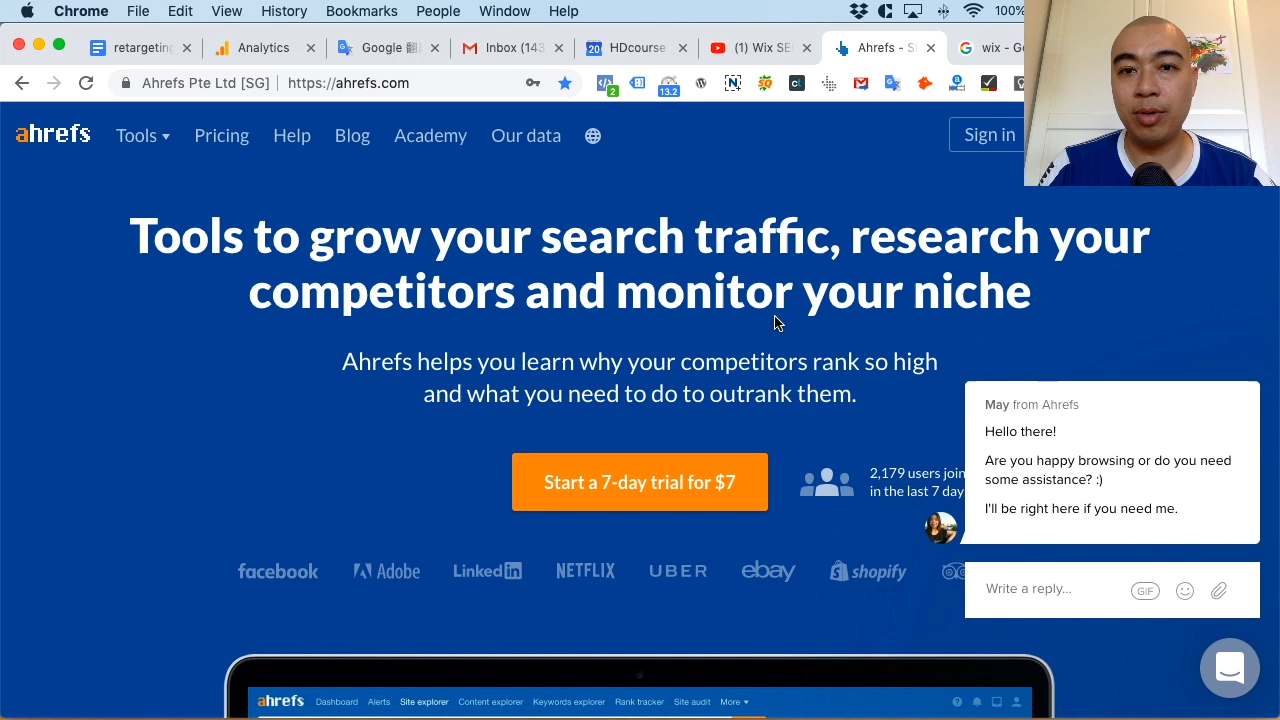 Chrome File Edit View History Bookmarks People Window Help 100%
retargeting Analytics Google 翻 Inbox (143 HDcourse (1) Wix SE Ahrefs - S wix - Go
Ahrefs Pte Ltd [SG] https://ahrefs.com
2 13.2
ahrefs Tools Pricing Help Blog Academy Our data Sign in
Tools to grow your search traffic, research your
competitors and monitor your niche
Ahrefs helps you learn why your competitors rank so high
and what you need to do to outrank them.
Start a 7-day trial for $7
2,179 users join
in the last 7 day
May from Ahrefs
Hello there!
Are you happy browsing or do you need
some assistance? :)
I'll be right here if you need me.
facebook Adobe LinkedIn NETFLIX UBER ebay shopify
Write a reply... GIF
ahrefs Dashboard Alerts Site explorer Content explorer Keywords explorer Rank tracker Site audit More